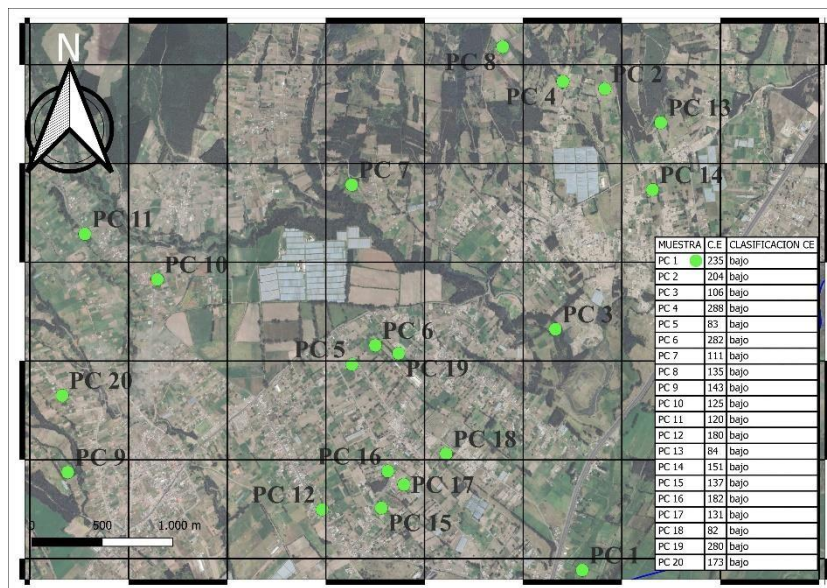 N
PC 8
PC 4
PC 2
PC 13
PC 7
PC 14
PC 11
PC 10
PC 3
PC 6
PC 5
PC 19
PC 20
PC 18
PC 16
PC 9
PC 17
PC 12
PC 15
PC 1
0 500 1.000 m
MUESTRA C.E CLASIFICACION CE
PC 1 235 bajo
PC 2 204 bajo
PC 3 106 bajo
PC 4 288 bajo
PC 5 83 bajo
PC 6 282 bajo
PC 7 111 bajo
PC 8 135 bajo
PC 9 143 bajo
PC 10 125 bajo
PC 11 120 bajo
PC 12 180 bajo
PC 13 84 bajo
PC 14 151 bajo
PC 15 137 bajo
PC 16 182 bajo
PC 17 131 bajo
PC 18 82 bajo
PC 19 280 bajo
PC 20 173 bajo